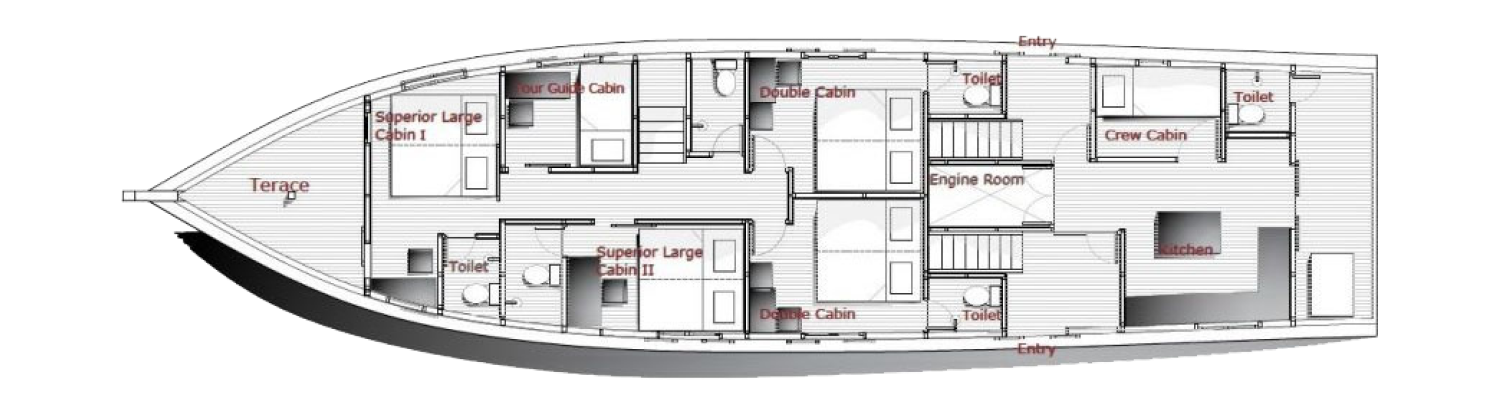 Entry
Superior Large
Cabin I
Tour Guide Cabin
Double Cabin
Toilet
Crew Cabin
Toilet
Terace
Engine Room
Toilet
Superior Large
Cabin II
Kitchen
Double Cabin
Toilet
Entry